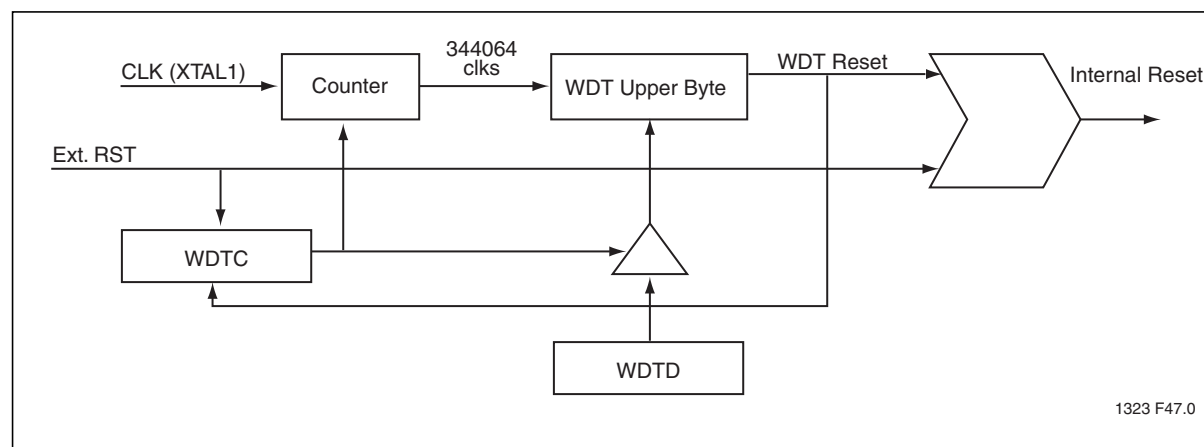 344064
clks
CLK (XTAL1)
Counter
WDT Upper Byte
WDT Reset
Internal Reset
Ext. RST
WDTC
WDTD
1323 F47.0